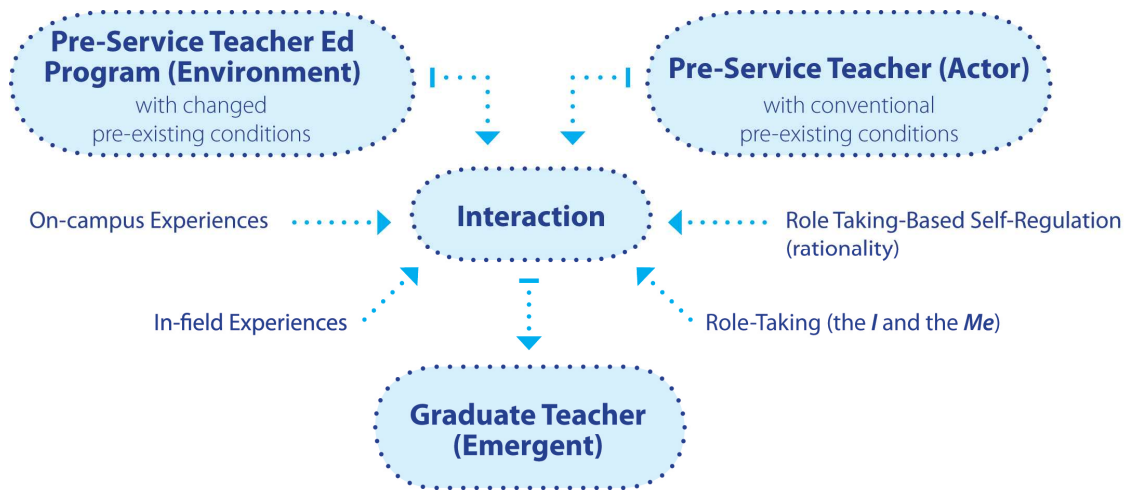 Pre-Service Teacher Ed
Program (Environment)
with changed
pre-existing conditions
Pre-Service Teacher (Actor)
with conventional
pre-existing conditions
Interaction
On-campus Experiences
Role Taking-Based Self-Regulation
(rationality)
In-field Experiences
Role-Taking (the I and the Me)
Graduate Teacher
(Emergent)